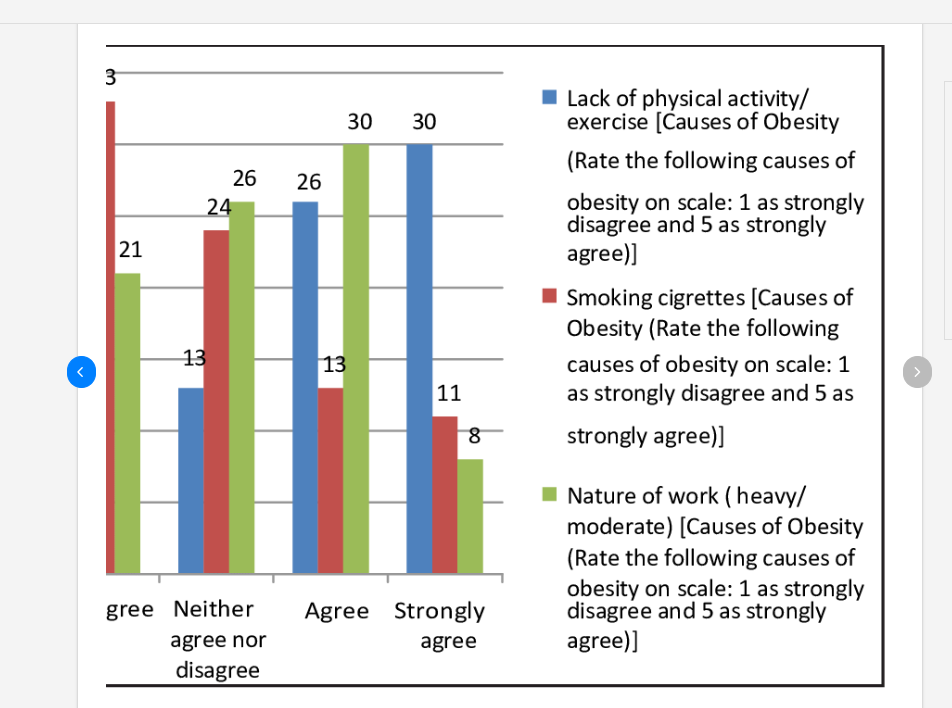 3
21
13
24
26
26
13
30
30
11
8
gree
Neither
agree nor
disagree
Agree
Strongly
agree
Lack of physical activity/
exercise [Causes of Obesity
(Rate the following causes of
obesity on scale: 1 as strongly
disagree and 5 as strongly
agree)]
Smoking cigrettes [Causes of
Obesity (Rate the following
causes of obesity on scale: 1
as strongly disagree and 5 as
strongly agree)]
Nature of work ( heavy/
moderate) [Causes of Obesity
(Rate the following causes of
obesity on scale: 1 as strongly
disagree and 5 as strongly
agree)]